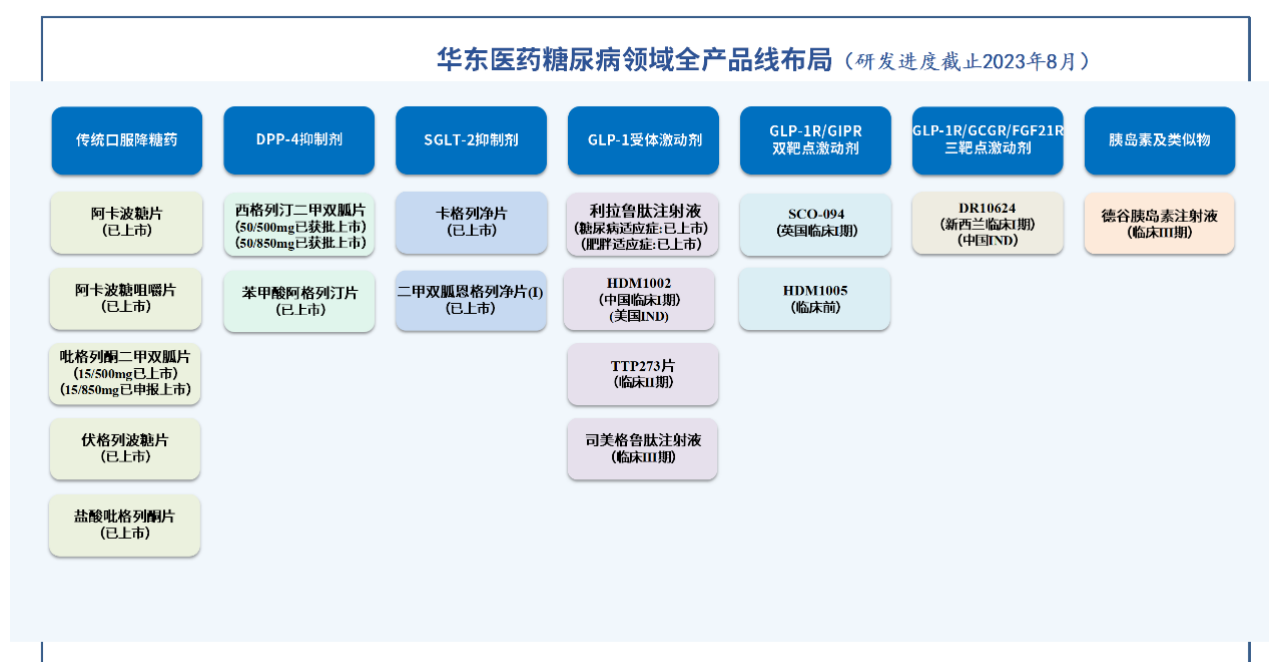 华东医药糖尿病领域全产品线布局（研发进度截止2023年8月）
传统口服降糖药
阿卡波糖片
（已上市）
阿卡波糖咀嚼片
（已上市）
吡格列酮二甲双胍片
（15/500mg已上市）
（15/850mg已申报上市）
伏格列波糖片
（已上市）
盐酸吡格列酮片
（已上市）
DPP-4抑制剂
西格列汀二甲双胍片
（50/500mg已获批上市）
（50/850mg已获批上市）
苯甲酸阿格列汀片
（已上市）
SGLT-2抑制剂
卡格列净片
（已上市）
二甲双胍恩格列净片(I)
（已上市）
GLP-1受体激动剂
利拉鲁肽注射液
（糖尿病适应症:已上市）
（肥胖适应症:已上市）
HDM1002
（中国临床I期）
（美国IND）
TTP273片
（临床II期）
司美格鲁肽注射液
（临床III期）
GLP-1R/GIPR
双靶点激动剂
SCO-094
（英国临床I期）
HDM1005
（临床前）
GLP-1R/GCGR/FGF21R
三靶点激动剂
DR10624
（新西兰临床I期）
（中国IND）
胰岛素及类似物
德谷胰岛素注射液
（临床III期）